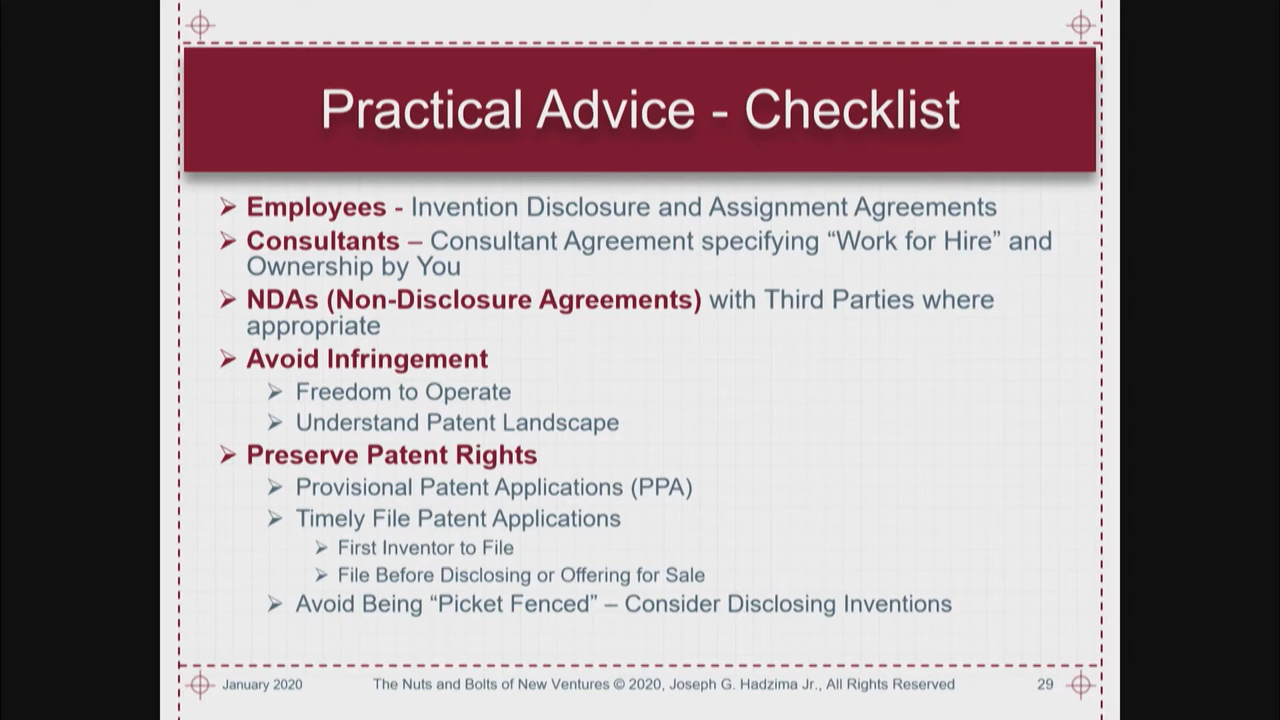 Practical Advice - Checklist
Employees - Invention Disclosure and Assignment Agreements
Consultants – Consultant Agreement specifying “Work for Hire” and
Ownership by You
NDAs (Non-Disclosure Agreements) with Third Parties where
appropriate
Avoid Infringement
Freedom to Operate
Understand Patent Landscape
Preserve Patent Rights
Provisional Patent Applications (PPA)
Timely File Patent Applications
First Inventor to File
File Before Disclosing or Offering for Sale
Avoid Being “Picket Fenced” – Consider Disclosing Inventions
January 2020 The Nuts and Bolts of New Ventures © 2020, Joseph G. Hadzima Jr., All Rights Reserved 29